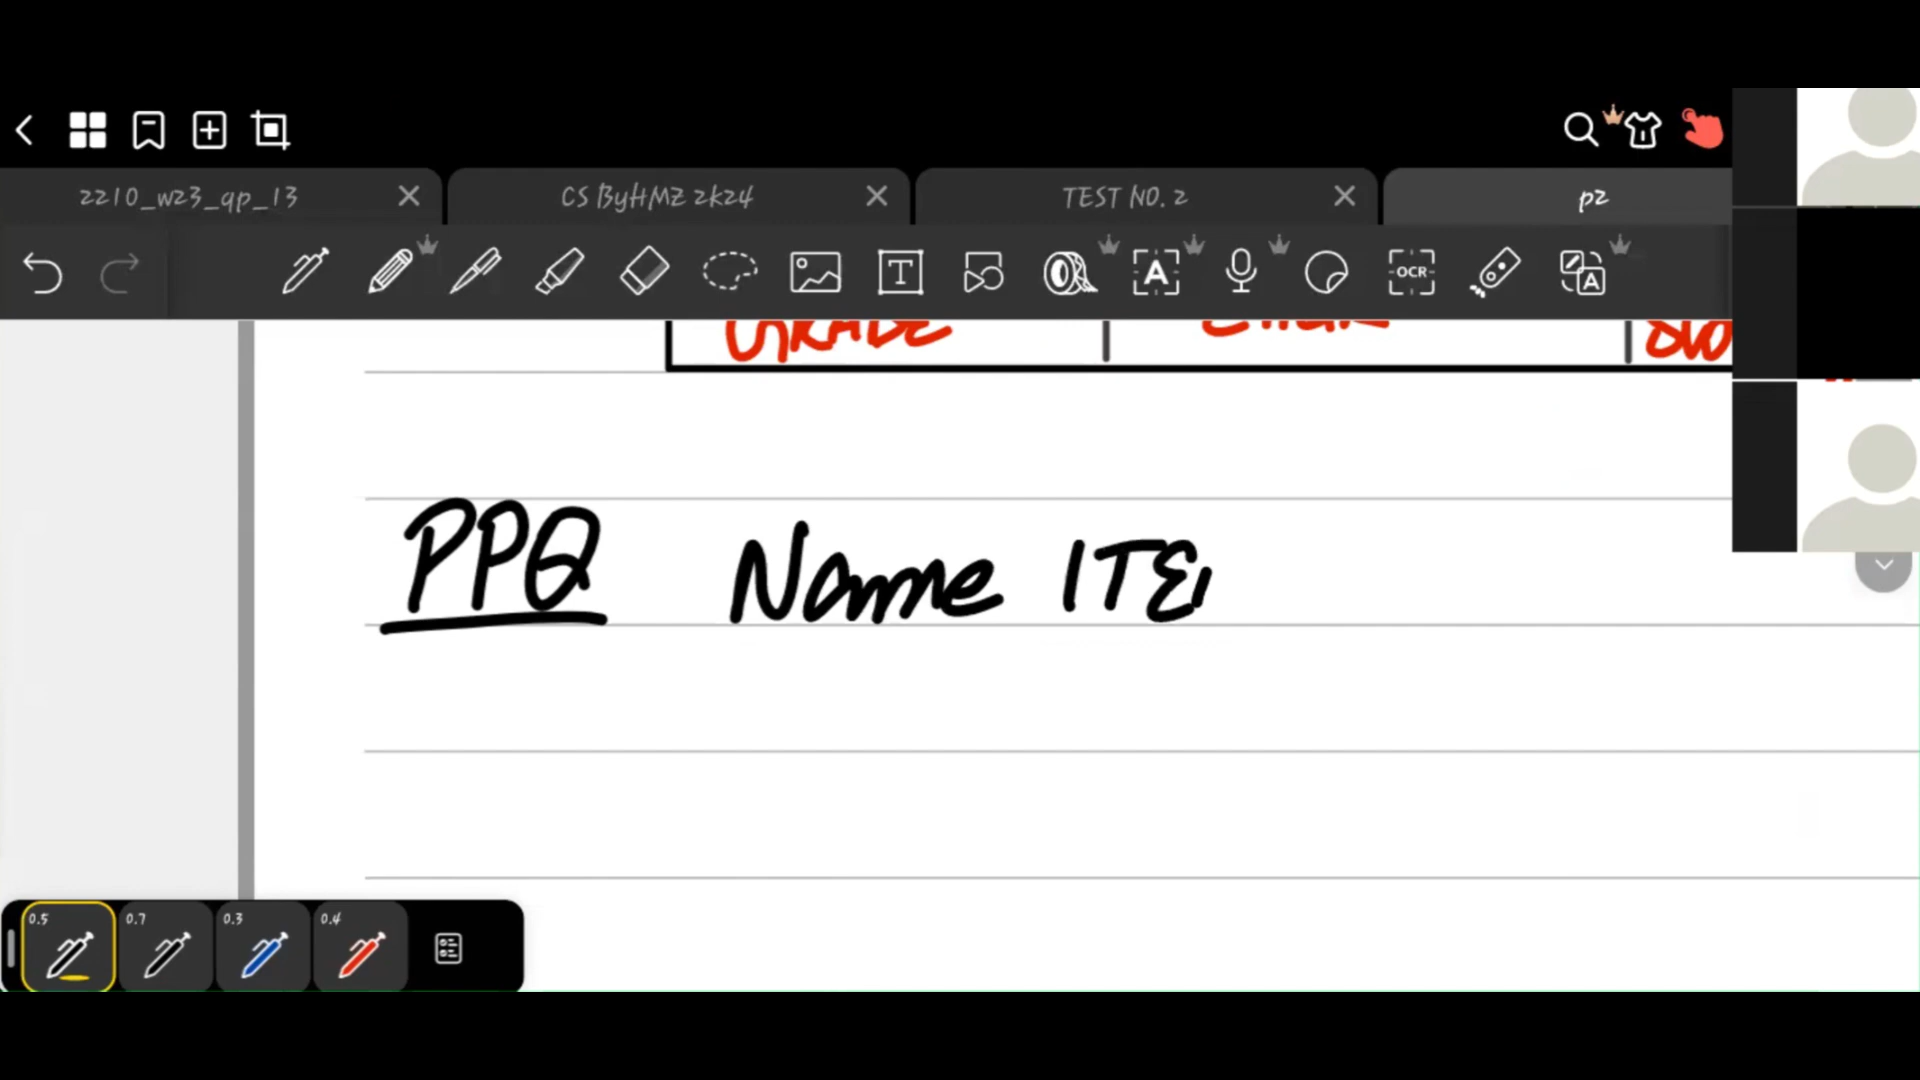 2210_w23_qp_13 CS ByHMZ 2k24 TEST NO. 2 p2
T A OCR A
GRADE
PPQ Name ITE
0.5 0.7 0.3 0.4